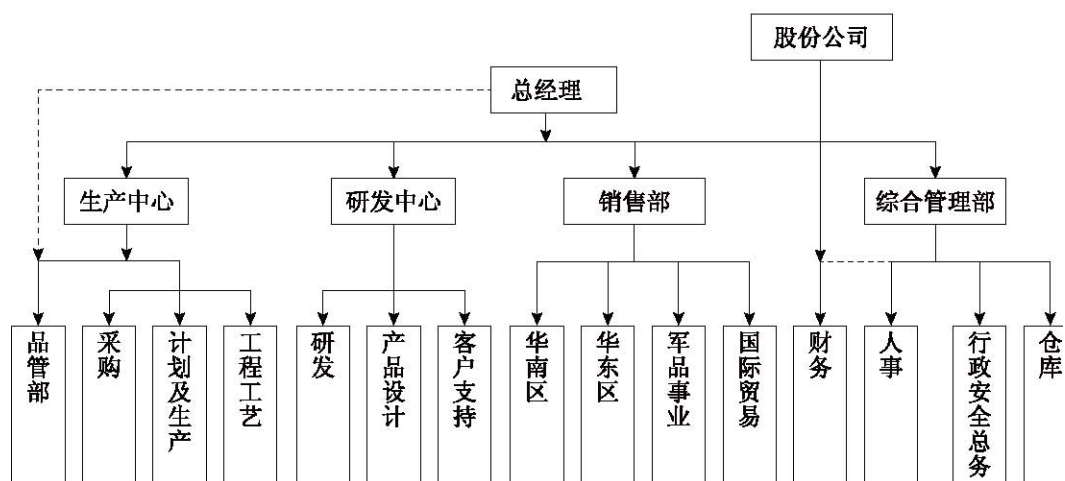 股份公司
总经理
生产中心
研发中心
销售部
综合管理部
品管部
采购
计划及生产
工程工艺
研发
产品设计
客户支持
华南区
华东区
军品事业
国际贸易
财务
人事
行政安全总务
仓库